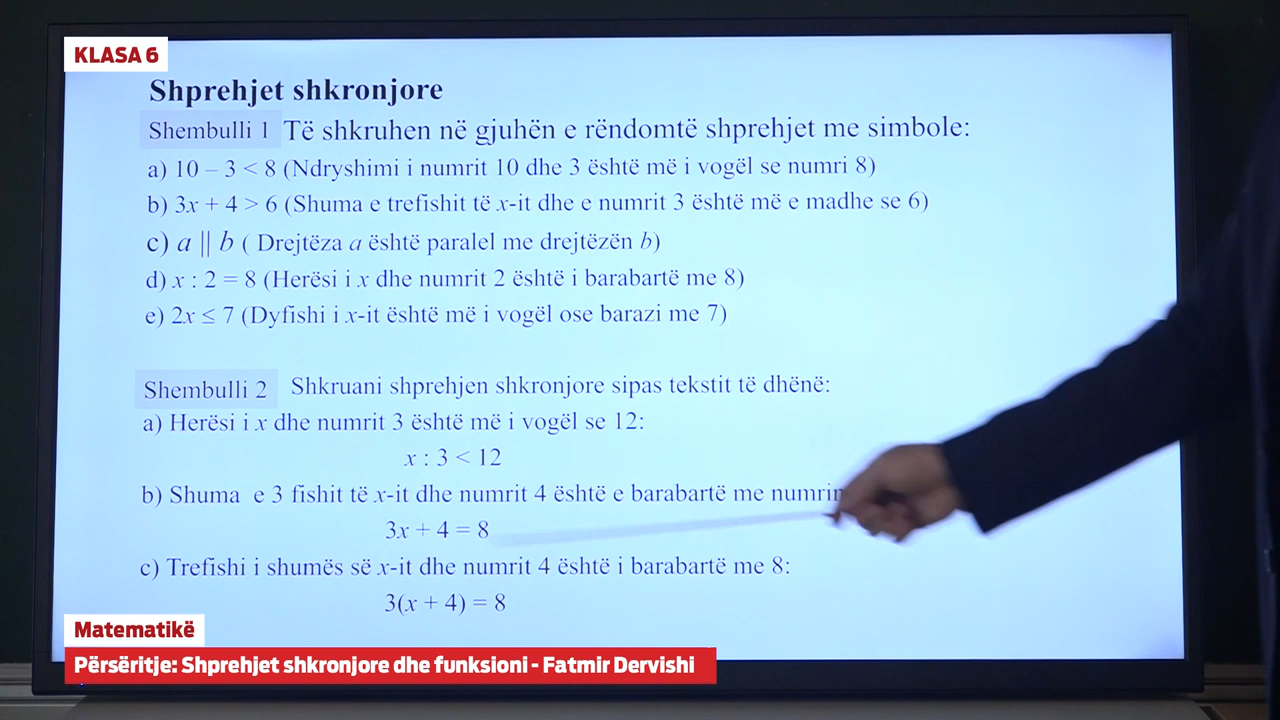 KLASA 6
Shprehjet shkronjore
Shembulli 1 Të shkruhen në gjuhën e rëndomtë shprehjet me simbole:
a) 10 – 3 < 8 (Ndryshimi i numrit 10 dhe 3 është më i vogël se numri 8)
b) 3x + 4 > 6 (Shuma e trefishit të x-it dhe e numrit 3 është më e madhe se 6)
c) a || b ( Drejtëza a është paralel me drejtëzën b)
d) x : 2 = 8 (Herësi i x dhe numrit 2 është i barabartë me 8)
e) 2x ≤ 7 (Dyfishi i x-it është më i vogël ose barazi me 7)
Shembulli 2 Shkruani shprehjen shkronjore sipas tekstit të dhënë:
a) Herësi i x dhe numrit 3 është më i vogël se 12:
x : 3 < 12
b) Shuma e 3 fishit të x-it dhe numrit 4 është e barabartë me
3x + 4 = 8
c) Trefishi i shumës së x-it dhe numrit 4 është i barabartë me 8:
3(x + 4) = 8
Matematikë
Përsëritje: Shprehjet shkronjore dhe funksioni - Fatmir Dervishi